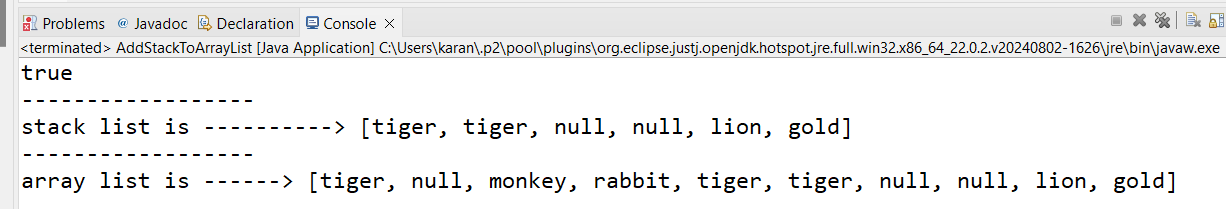 Problems @ Javadoc Declaration Console
<terminated> AddStackToArrayList [Java Application] C:\Users\karan\.p2\pool\plugins\org.eclipse.justj.openjdk.hotspot.jre.full.win32.x86_64_22.0.2.v20240802-1626\jre\bin\javaw.exe
true
------------------
stack list is ----------> [tiger, tiger, null, null, lion, gold]
------------------
array list is ------> [tiger, null, monkey, rabbit, tiger, tiger, null, null, lion, gold]